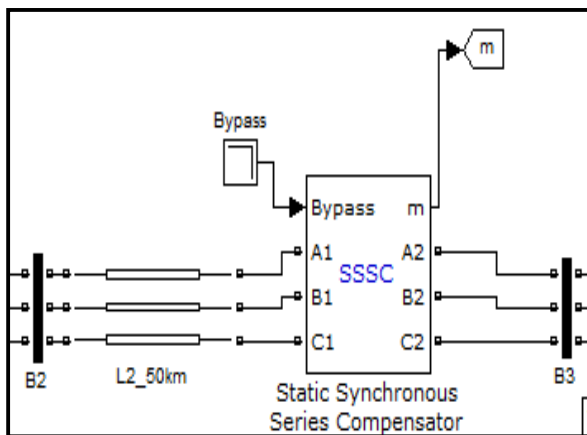 m
Bypass
Bypass m
A1 A2
SSSC
B1 B2
C1 C2
B2
L2_50km
B3
Static Synchronous
Series Compensator